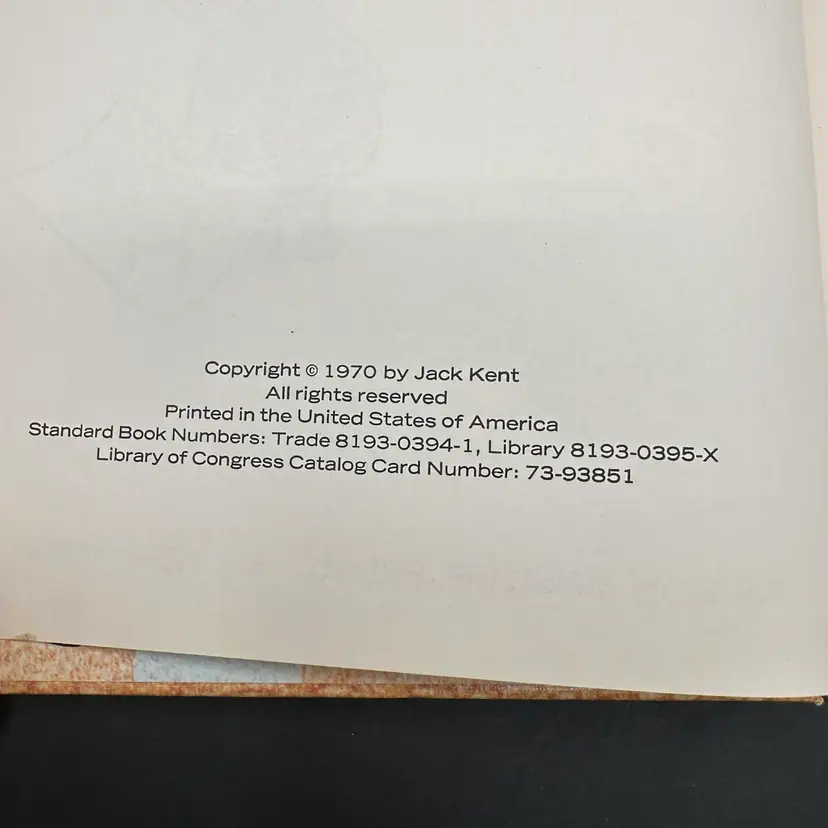 Copyright © 1970 by Jack Kent
All rights reserved
Printed in the United States of America
Standard Book Numbers: Trade 8193-0394-1, Library 8193-0395-X
Library of Congress Catalog Card Number: 73-93851